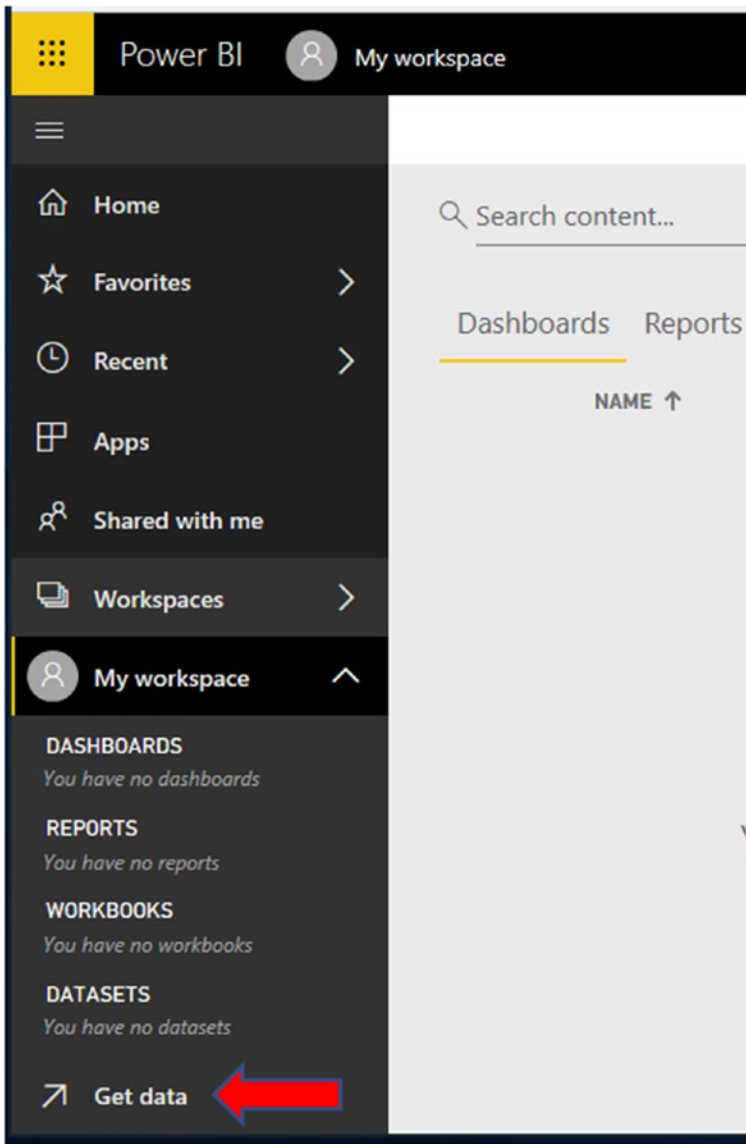 Power BI My workspace
Home
Search content...
Favorites
Dashboards Reports
Recent
NAME ↑
Apps
Shared with me
Workspaces
My workspace
DASHBOARDS
You have no dashboards
REPORTS
You have no reports
WORKBOOKS
You have no workbooks
DATASETS
You have no datasets
Get data